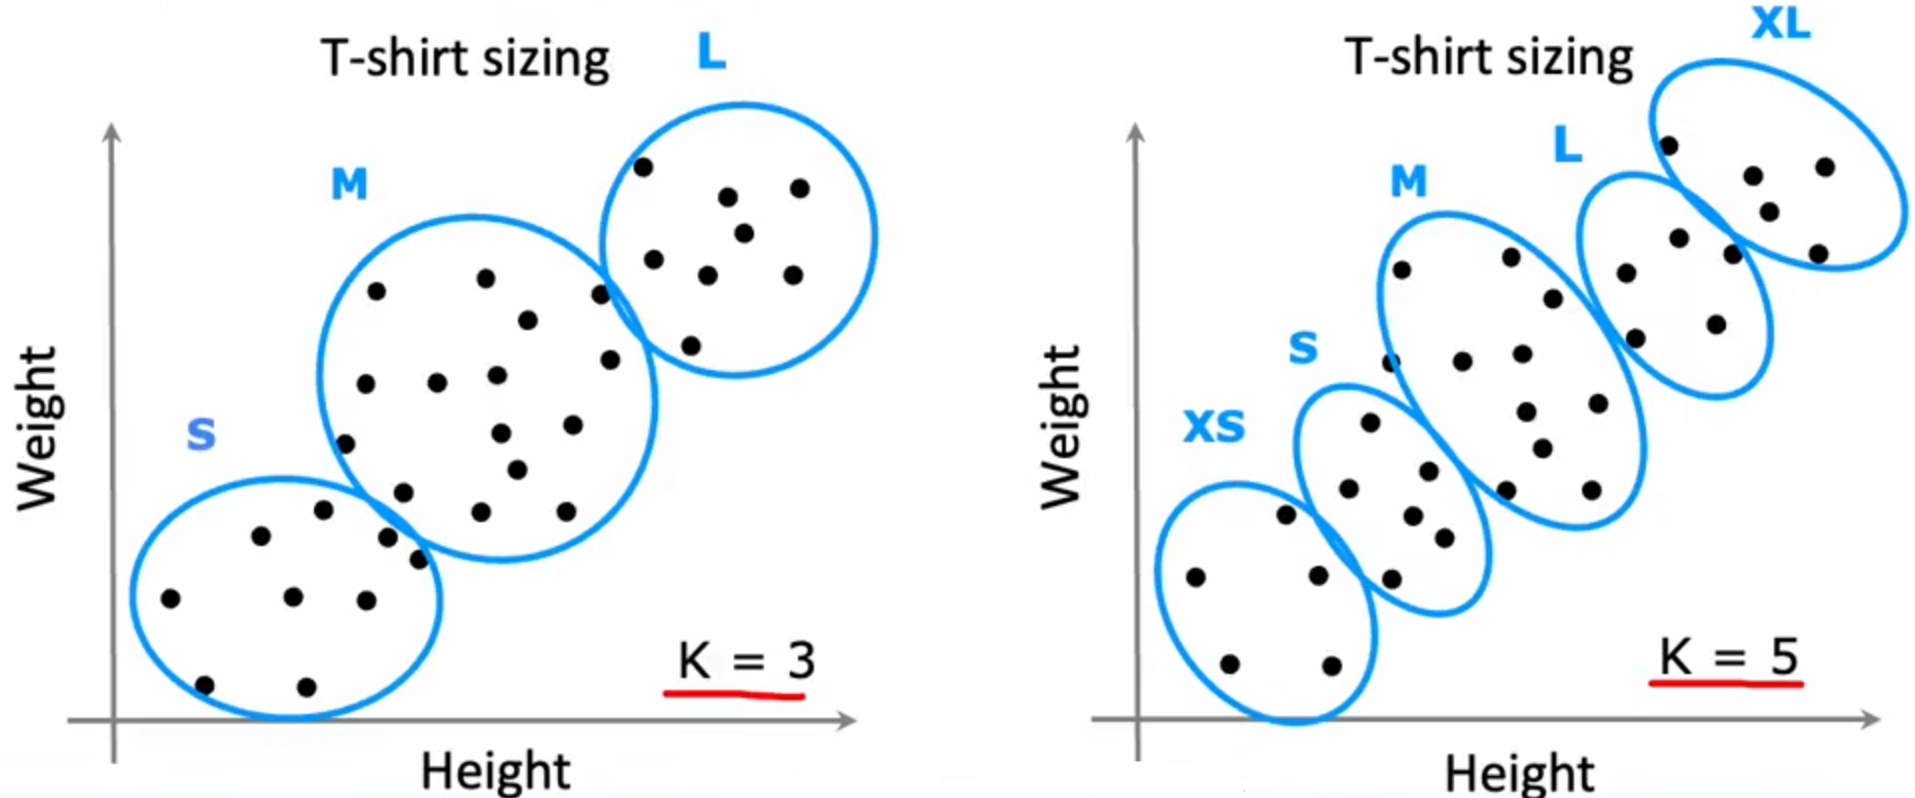 T-shirt sizing
L
M
S
Weight
K = 3
Height
T-shirt sizing
XL
L
M
S
XS
Weight
K = 5
Height